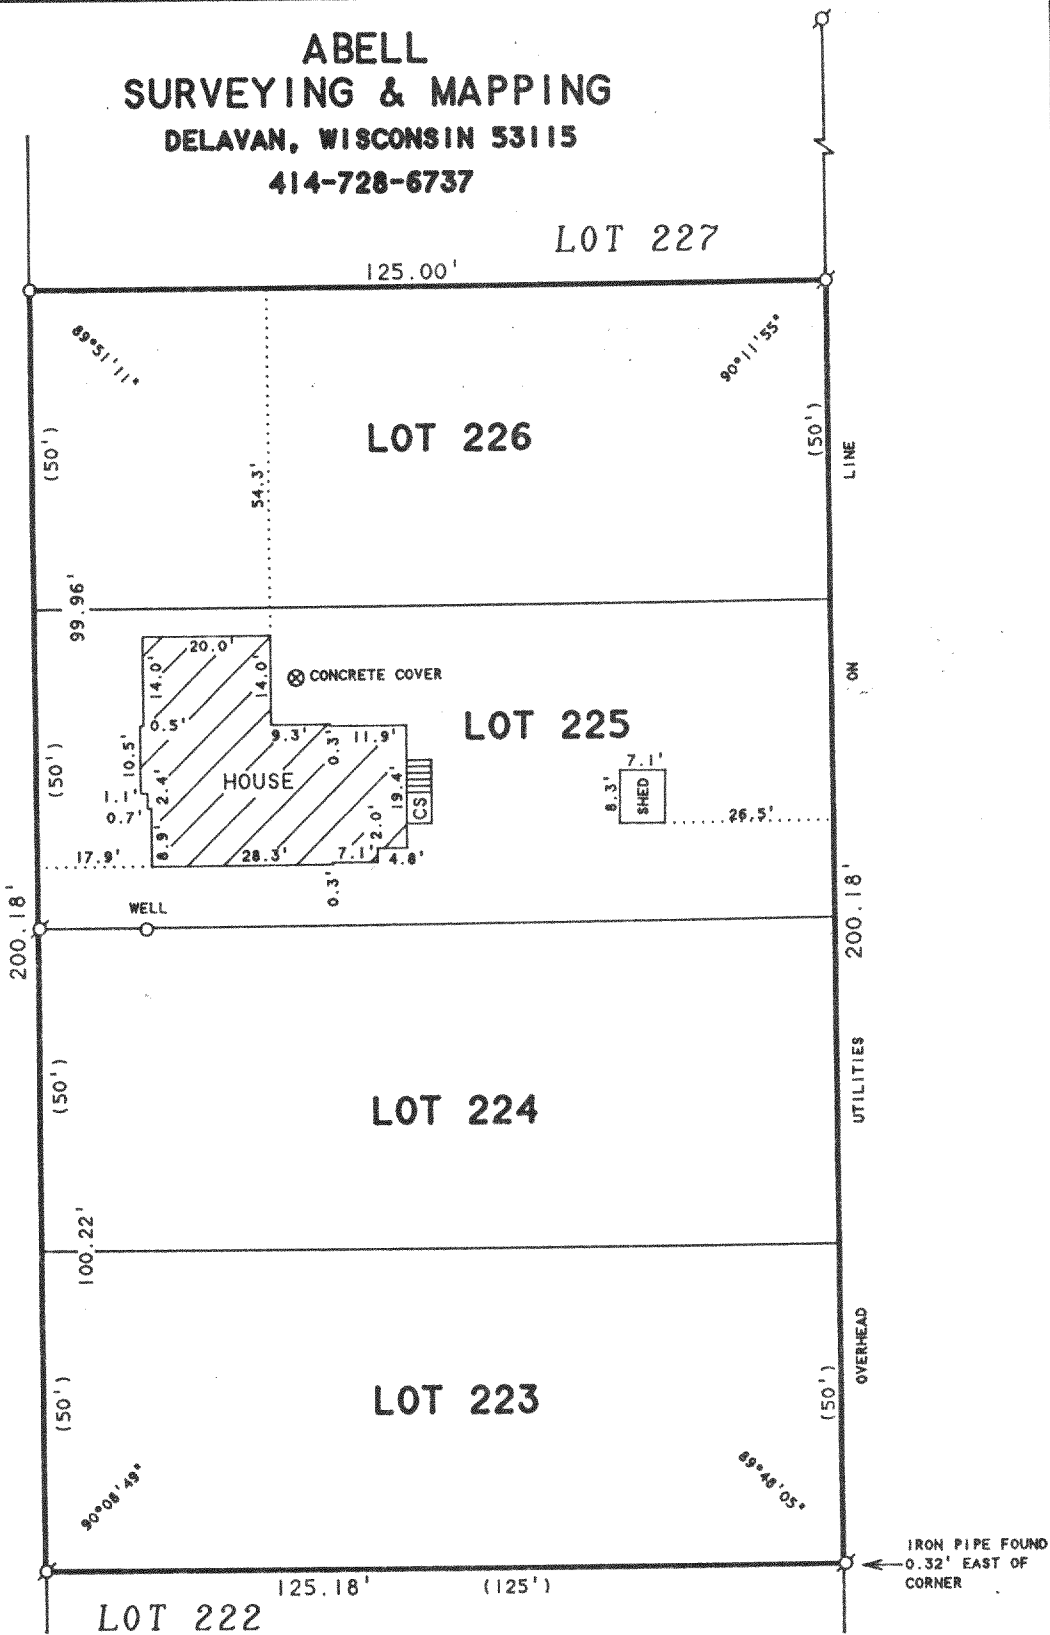 ABELL
SURVEYING & MAPPING
DELAVAN, WISCONSIN 53115
414-728-6737
LOT 227
125.00'
89°51'11"
90°11'55"
LOT 226
(50')
(50')
LINE
54.3'
99.96'
20.0'
14.0'
14.0'
CONCRETE COVER
ON
0.5'
9.3'
0.3'
11.9'
LOT 225
10.5'
(50')
HOUSE
7.1'
8.3'
SHED
26.5'
1.1'
2.4'
0.7'
19.4'
CS
2.0'
8.9'
17.9'
28.3'
7.1'
4.8'
0.3'
200.18'
200.18'
WELL
(50')
UTILITIES
LOT 224
100.22'
OVERHEAD
(50')
(50')
LOT 223
90°08'49"
89°48'05"
IRON PIPE FOUND
0.32' EAST OF
CORNER
125.18' (125')
LOT 222